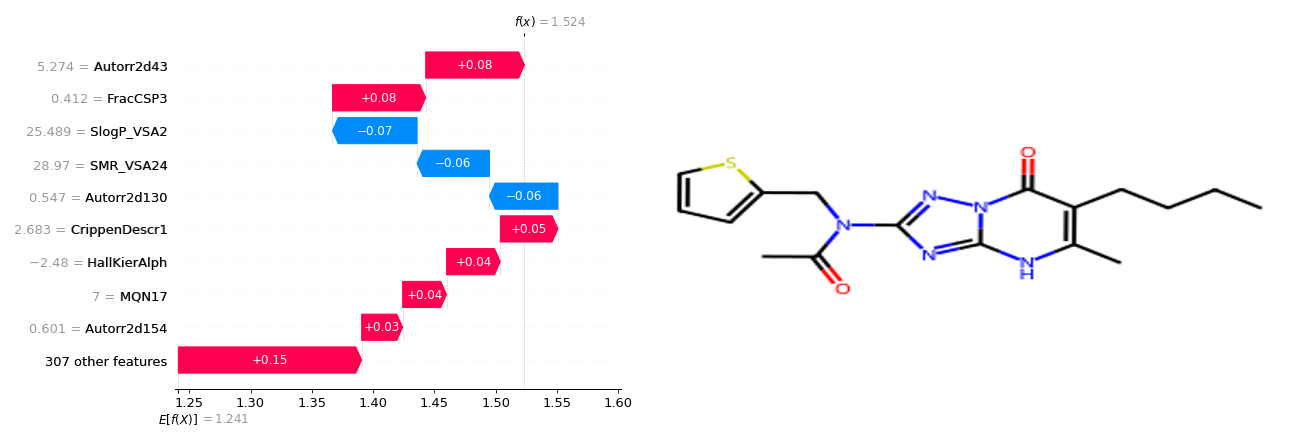 f(x) = 1.524
5.274 = Autorr2d43
+0.08
0.412 = FracCSP3
+0.08
25.489 = SlogP_VSA2
−0.07
28.97 = SMR_VSA24
−0.06
0.547 = Autorr2d130
−0.06
2.683 = CrippenDescr1
+0.05
−2.48 = HallKierAlph
+0.04
7 = MQN17
+0.04
0.601 = Autorr2d154
+0.03
307 other features
+0.15
1.25 1.30 1.35 1.40 1.45 1.50 1.55 1.60
E[f(X)] = 1.241
O
S
N
N
N
N
N
H
O